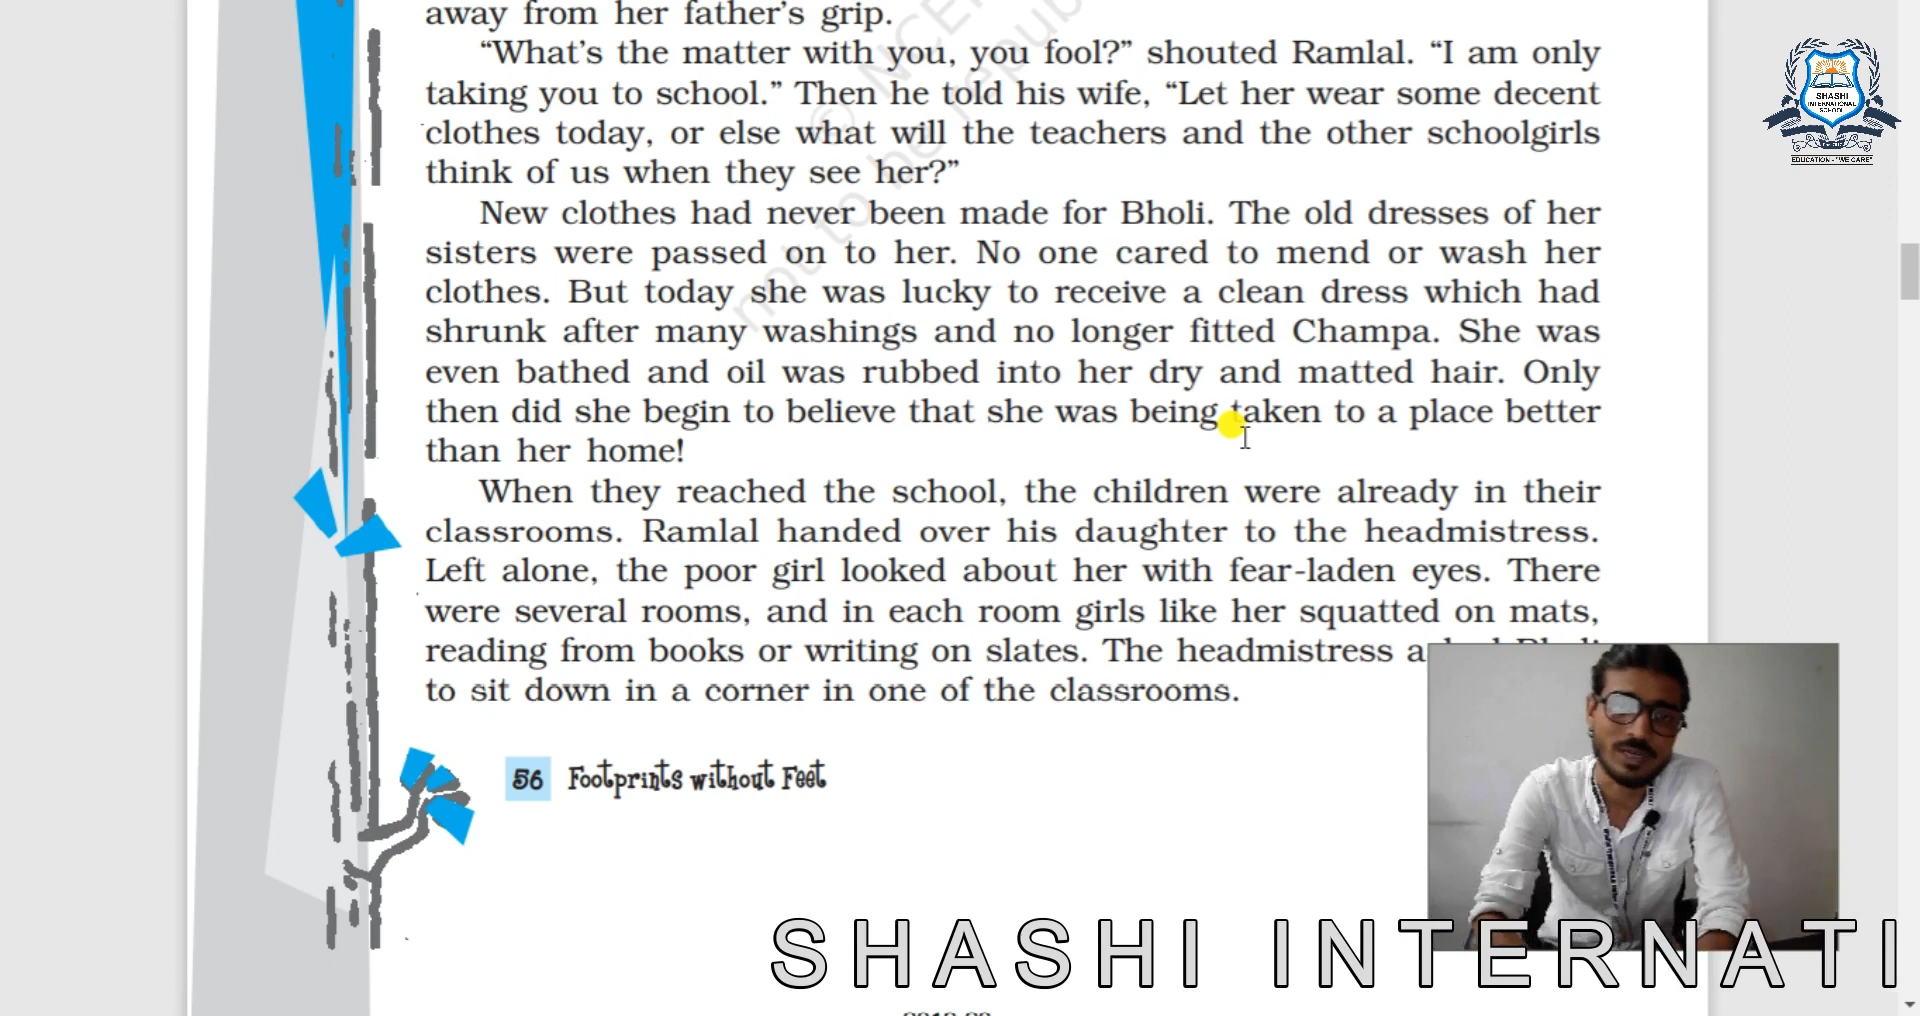 away from her father's grip.
“What's the matter with you, you fool?” shouted Ramlal. “I am only
taking you to school.” Then he told his wife, “Let her wear some decent
clothes today, or else what will the teachers and the other schoolgirls
think of us when they see her?”
New clothes had never been made for Bholi. The old dresses of her
sisters were passed on to her. No one cared to mend or wash her
clothes. But today she was lucky to receive a clean dress which had
shrunk after many washings and no longer fitted Champa. She was
even bathed and oil was rubbed into her dry and matted hair. Only
then did she begin to believe that she was being taken to a place better
than her home!
When they reached the school, the children were already in their
classrooms. Ramlal handed over his daughter to the headmistress.
Left alone, the poor girl looked about her with fear-laden eyes. There
were several rooms, and in each room girls like her squatted on mats,
reading from books or writing on slates. The headmistress
to sit down in a corner in one of the classrooms.
56 Footprints without Feet
SHASHI INTERNATI
SHASHI
INTERNATIONAL
SCHOOL
EDUCATION - "WE CARE"
© NCE
not to be repub